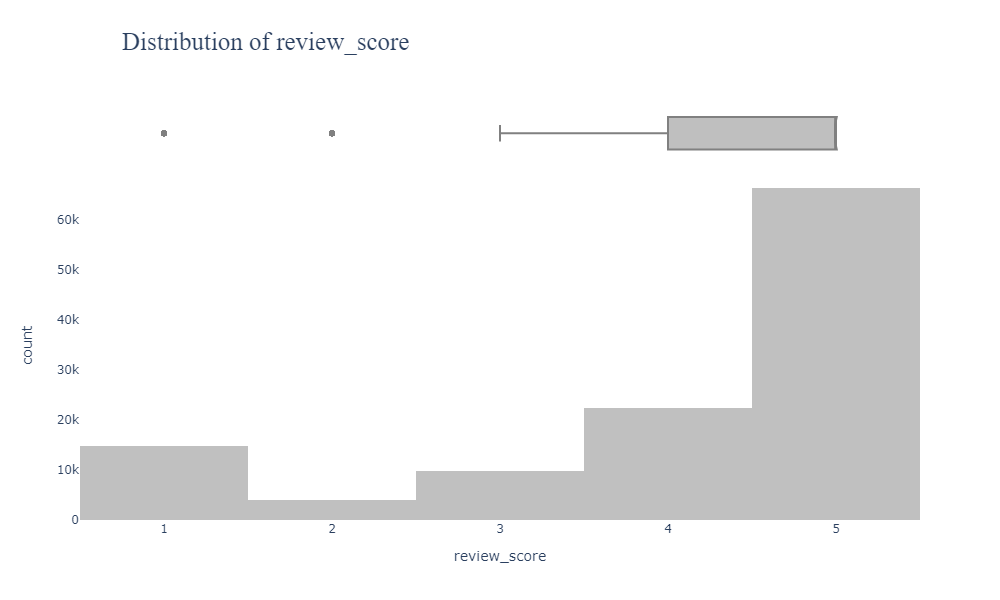 Distribution of review_score
60k
50k
40k
30k
20k
10k
0
count
1 2 3 4 5
review_score